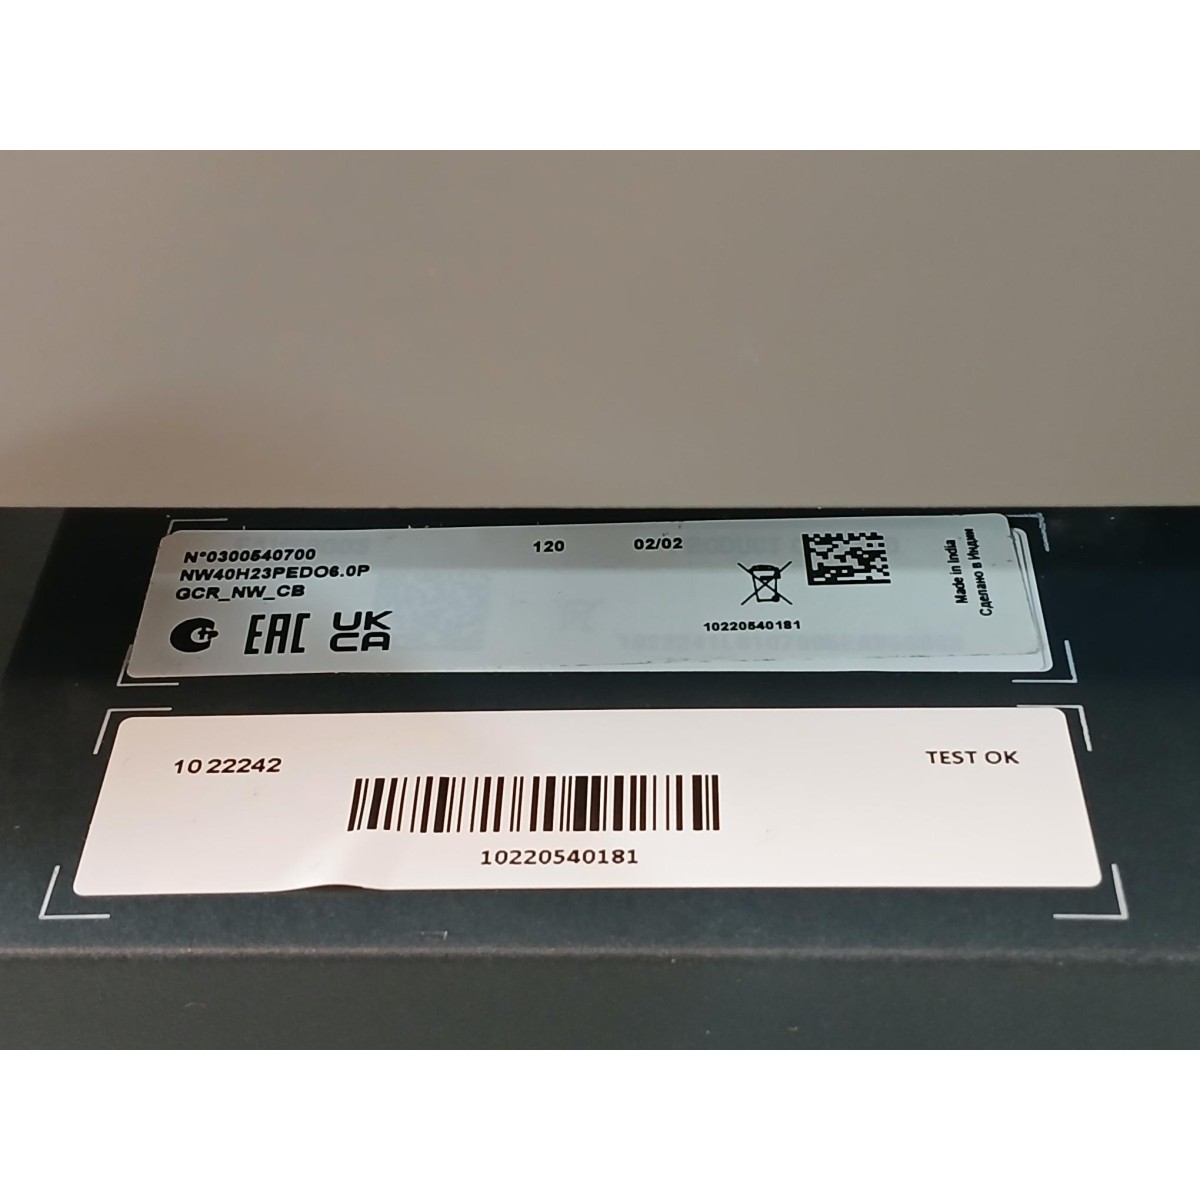 N°0300540700
120
02/02
NW40H23PEDO6.0P
GCR_NW_CB
EAC
UK
CA
10220540181
Made in India
Сделано в Индии
10 22242
TEST OK
10220540181